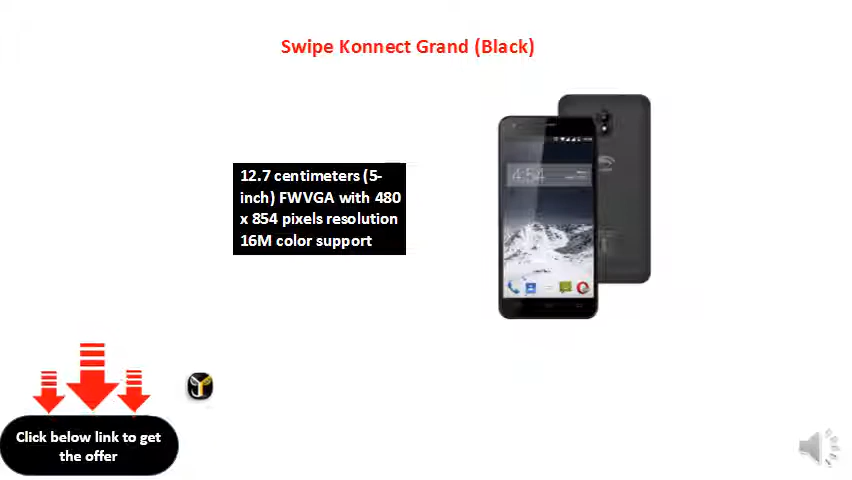 Swipe Konnect Grand (Black)
12.7 centimeters (5-
inch) FWVGA with 480
x 854 pixels resolution
16M color support
4:54
Click below link to get
the offer